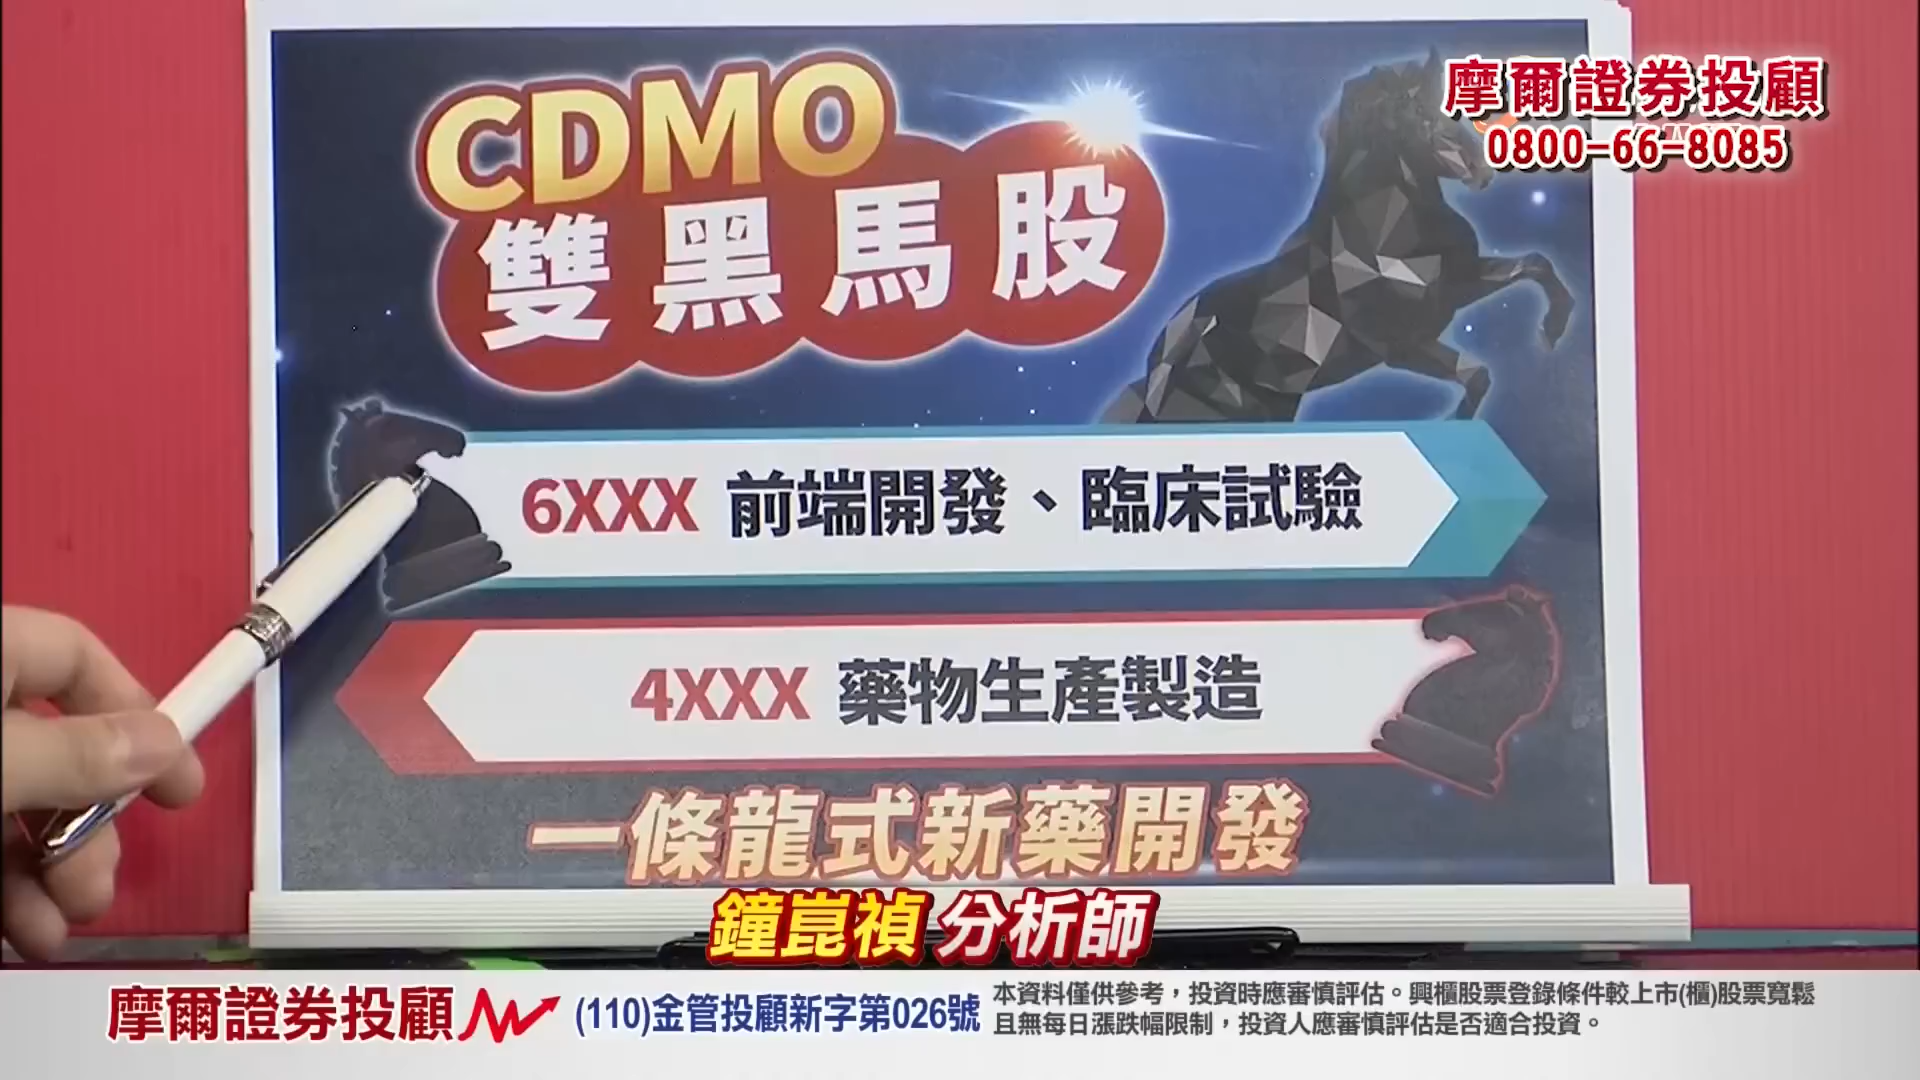 摩爾證券投顧
0800-66-8085
CDMO
雙黑馬股
6XXX 前端開發、臨床試驗
4XXX 藥物生產製造
一條龍式新藥開發
鐘崑禎 分析師
摩爾證券投顧 (110)金管投顧新字第026號
本資料僅供參考，投資時應審慎評估。興櫃股票登錄條件較上市(櫃)股票寬鬆
且無每日漲跌幅限制，投資人應審慎評估是否適合投資。